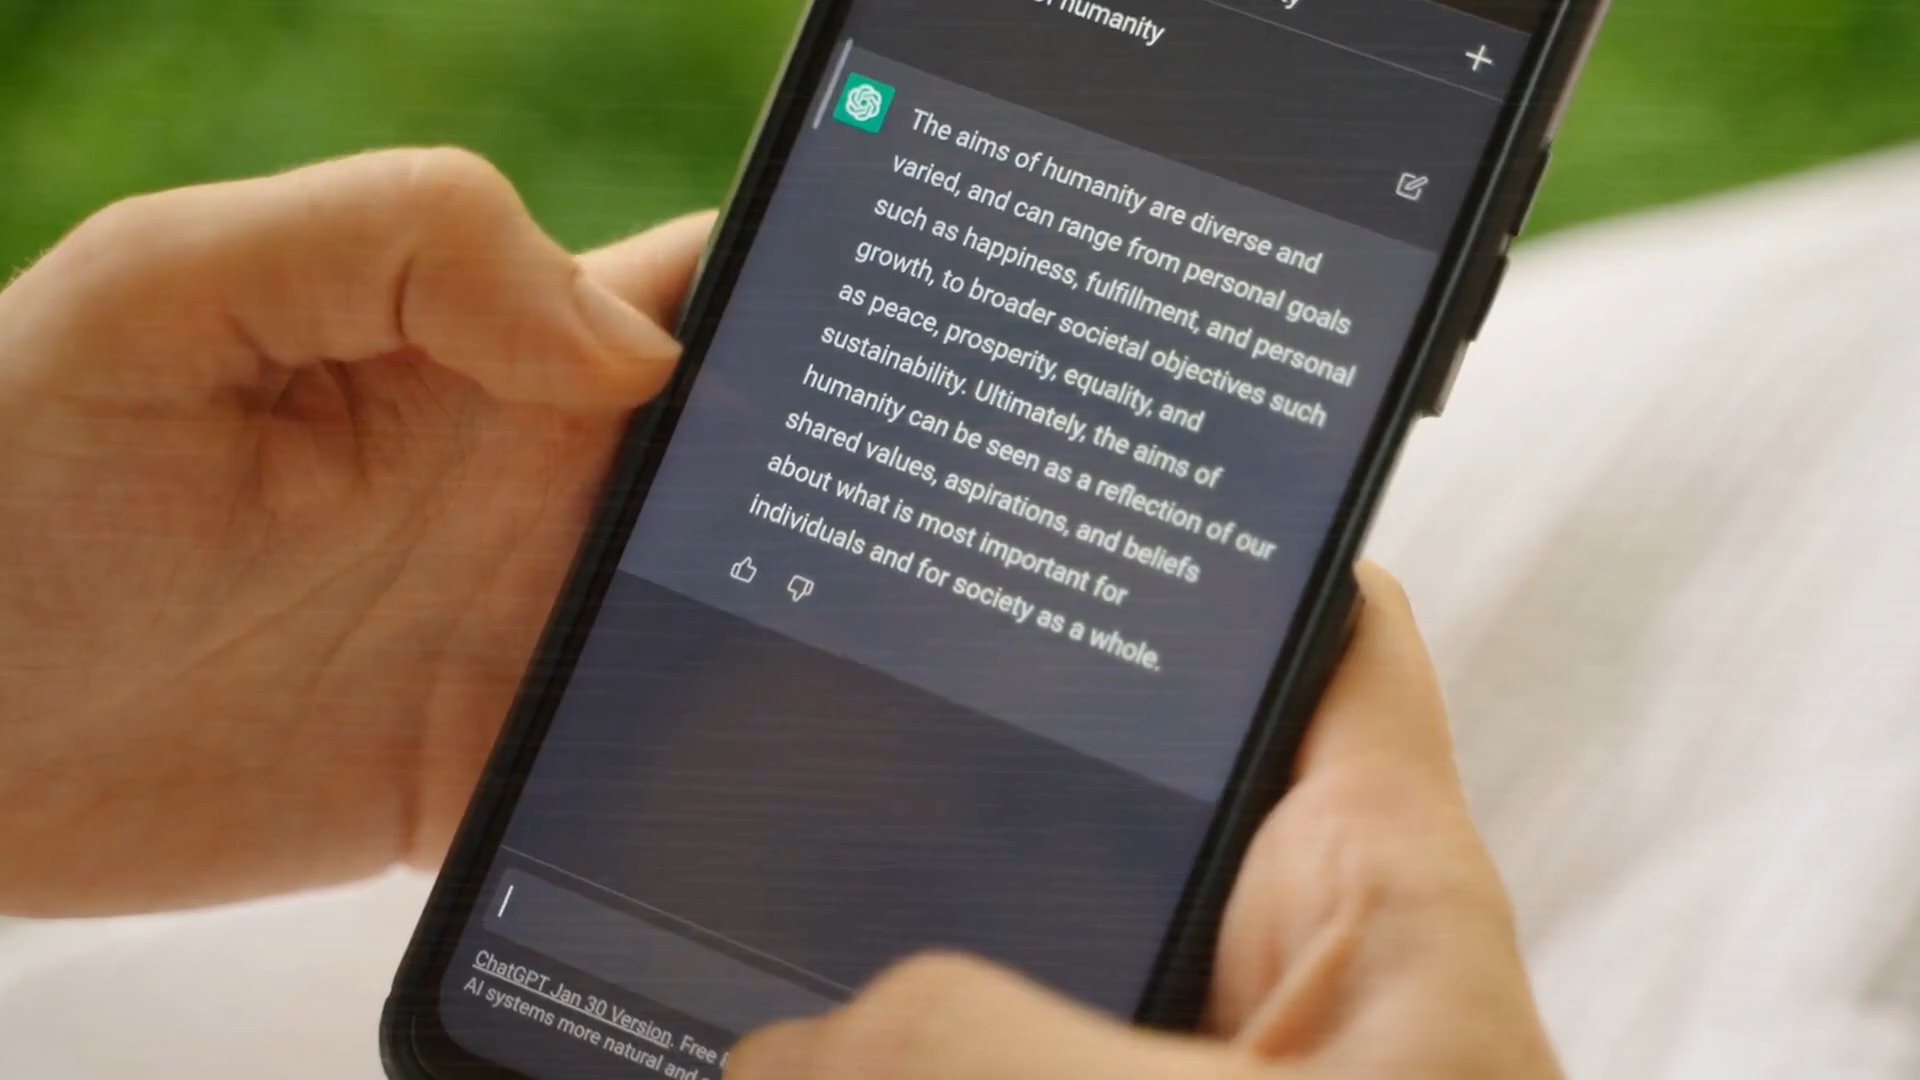 of humanity
The aims of humanity are diverse and
varied, and can range from personal goals
such as happiness, fulfillment, and personal
growth, to broader societal objectives such
as peace, prosperity, equality, and
sustainability. Ultimately, the aims of
humanity can be seen as a reflection of our
shared values, aspirations, and beliefs
about what is most important for
individuals and for society as a whole.
ChatGPT Jan 30 Version. Free
AI systems more natural and